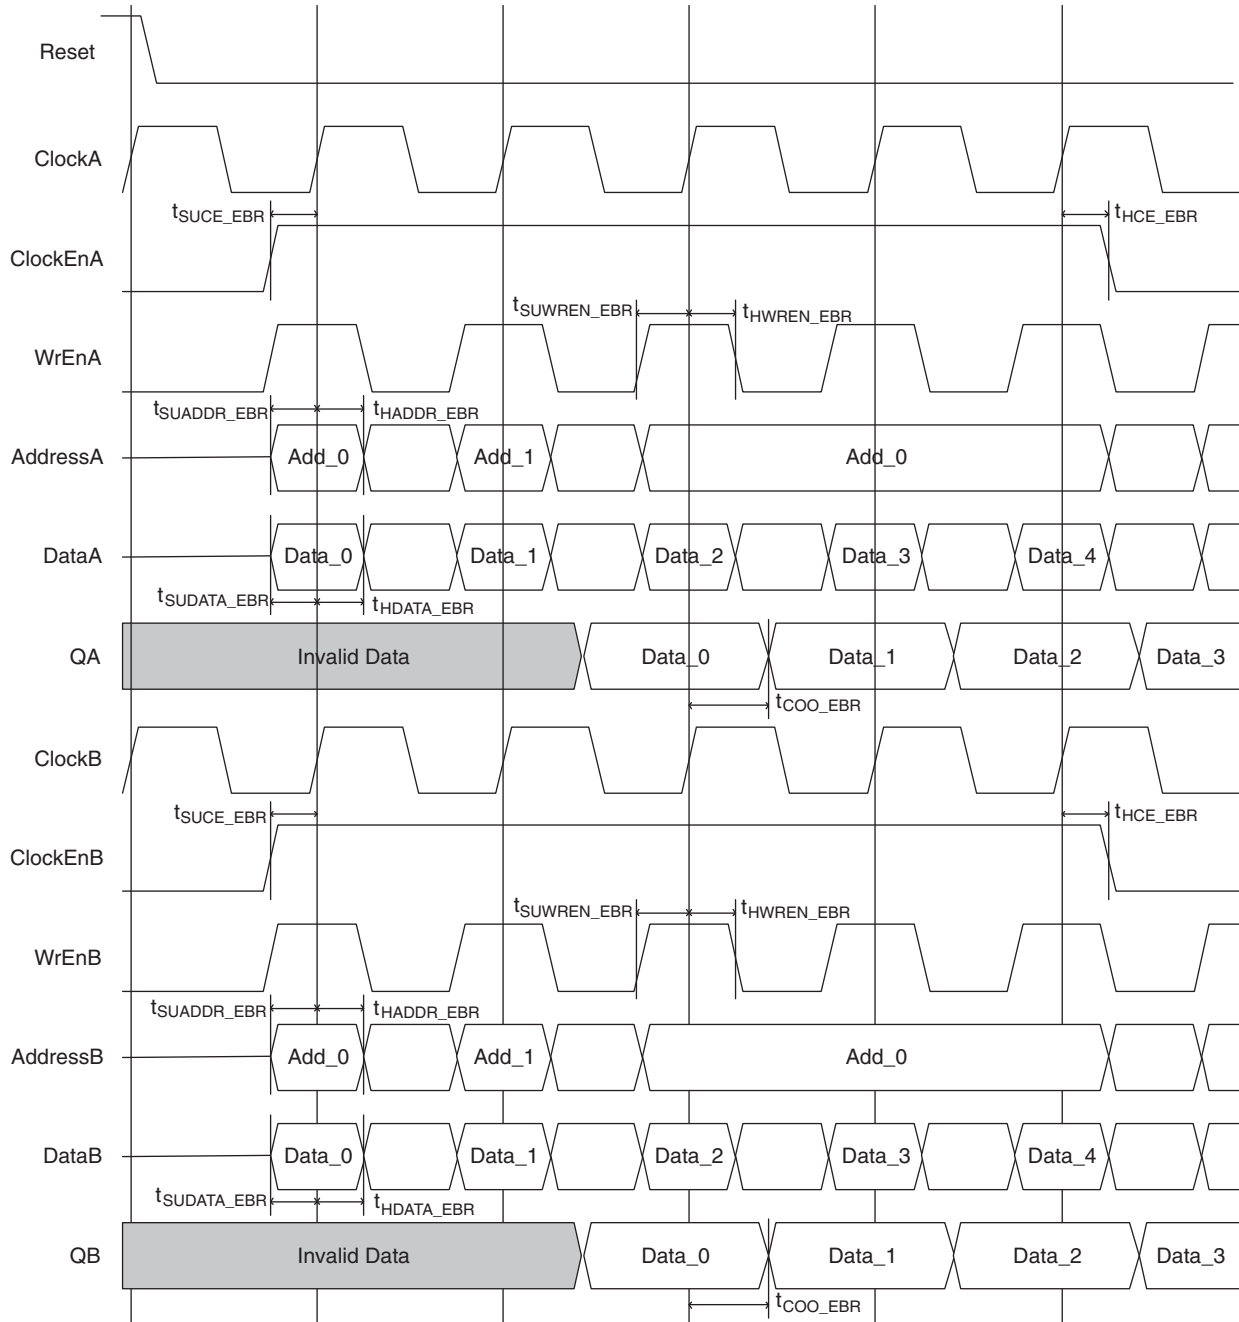 Reset
ClockA
tSUCE_EBR tHCE_EBR
ClockEnA
tSUWREN_EBR tHWREN_EBR
WrEnA
tSUADDR_EBR tHADDR_EBR
AddressA Add_0 Add_1 Add_0
DataA Data_0 Data_1 Data_2 Data_3 Data_4
tSUDATA_EBR tHDATA_EBR
QA Invalid Data Data_0 Data_1 Data_2 Data_3
tCOO_EBR
ClockB
tSUCE_EBR tHCE_EBR
ClockEnB
tSUWREN_EBR tHWREN_EBR
WrEnB
tSUADDR_EBR tHADDR_EBR
AddressB Add_0 Add_1 Add_0
DataB Data_0 Data_1 Data_2 Data_3 Data_4
tSUDATA_EBR tHDATA_EBR
QB Invalid Data Data_0 Data_1 Data_2 Data_3
tCOO_EBR